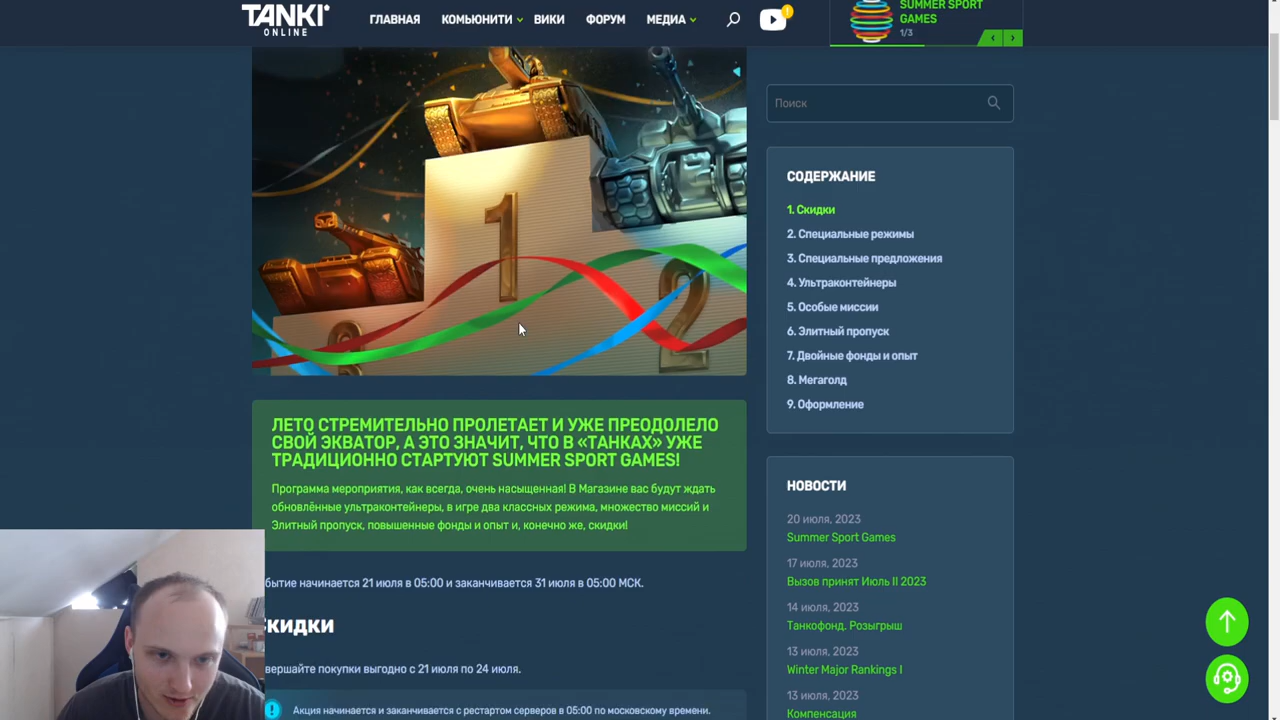 TANKI
ONLINE
ГЛАВНАЯ
КОМЬЮНИТИ
ВИКИ
ФОРУМ
МЕДИА
!
SUMMER SPORT
GAMES
1/3
1
2
3
Поиск
СОДЕРЖАНИЕ
1. Скидки
2. Специальные режимы
3. Специальные предложения
4. Ультраконтейнеры
5. Особые миссии
6. Элитный пропуск
7. Двойные фонды и опыт
8. Мегаголд
9. Оформление
ЛЕТО СТРЕМИТЕЛЬНО ПРОЛЕТАЕТ И УЖЕ ПРЕОДОЛЕЛО
СВОЙ ЭКВАТОР, А ЭТО ЗНАЧИТ, ЧТО В «ТАНКАХ» УЖЕ
ТРАДИЦИОННО СТАРТУЮТ SUMMER SPORT GAMES!
Программа мероприятия, как всегда, очень насыщенная! В Магазине вас будут ждать
обновлённые ультраконтейнеры, в игре два классных режима, множество миссий и
Элитный пропуск, повышенные фонды и опыт и, конечно же, скидки!
бытие начинается 21 июля в 05:00 и заканчивается 31 июля в 05:00 МСК.
кидки
вершайте покупки выгодно с 21 июля по 24 июля.
! Акция начинается и заканчивается с рестартом серверов в 05:00 по московскому времени.
НОВОСТИ
20 июля, 2023
Summer Sport Games
17 июля, 2023
Вызов принят Июль II 2023
14 июля, 2023
Танкофонд. Розыгрыш
13 июля, 2023
Winter Major Rankings I
13 июля, 2023
Компенсация